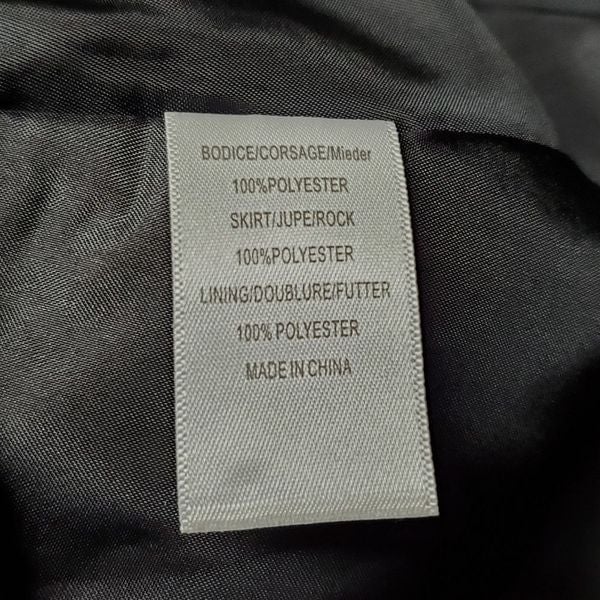 BODICE/CORSAGE/Mieder
100%POLYESTER
SKIRT/JUPE/ROCK
100%POLYESTER
LINING/DOUBLURE/FUTTER
100% POLYESTER
MADE IN CHINA